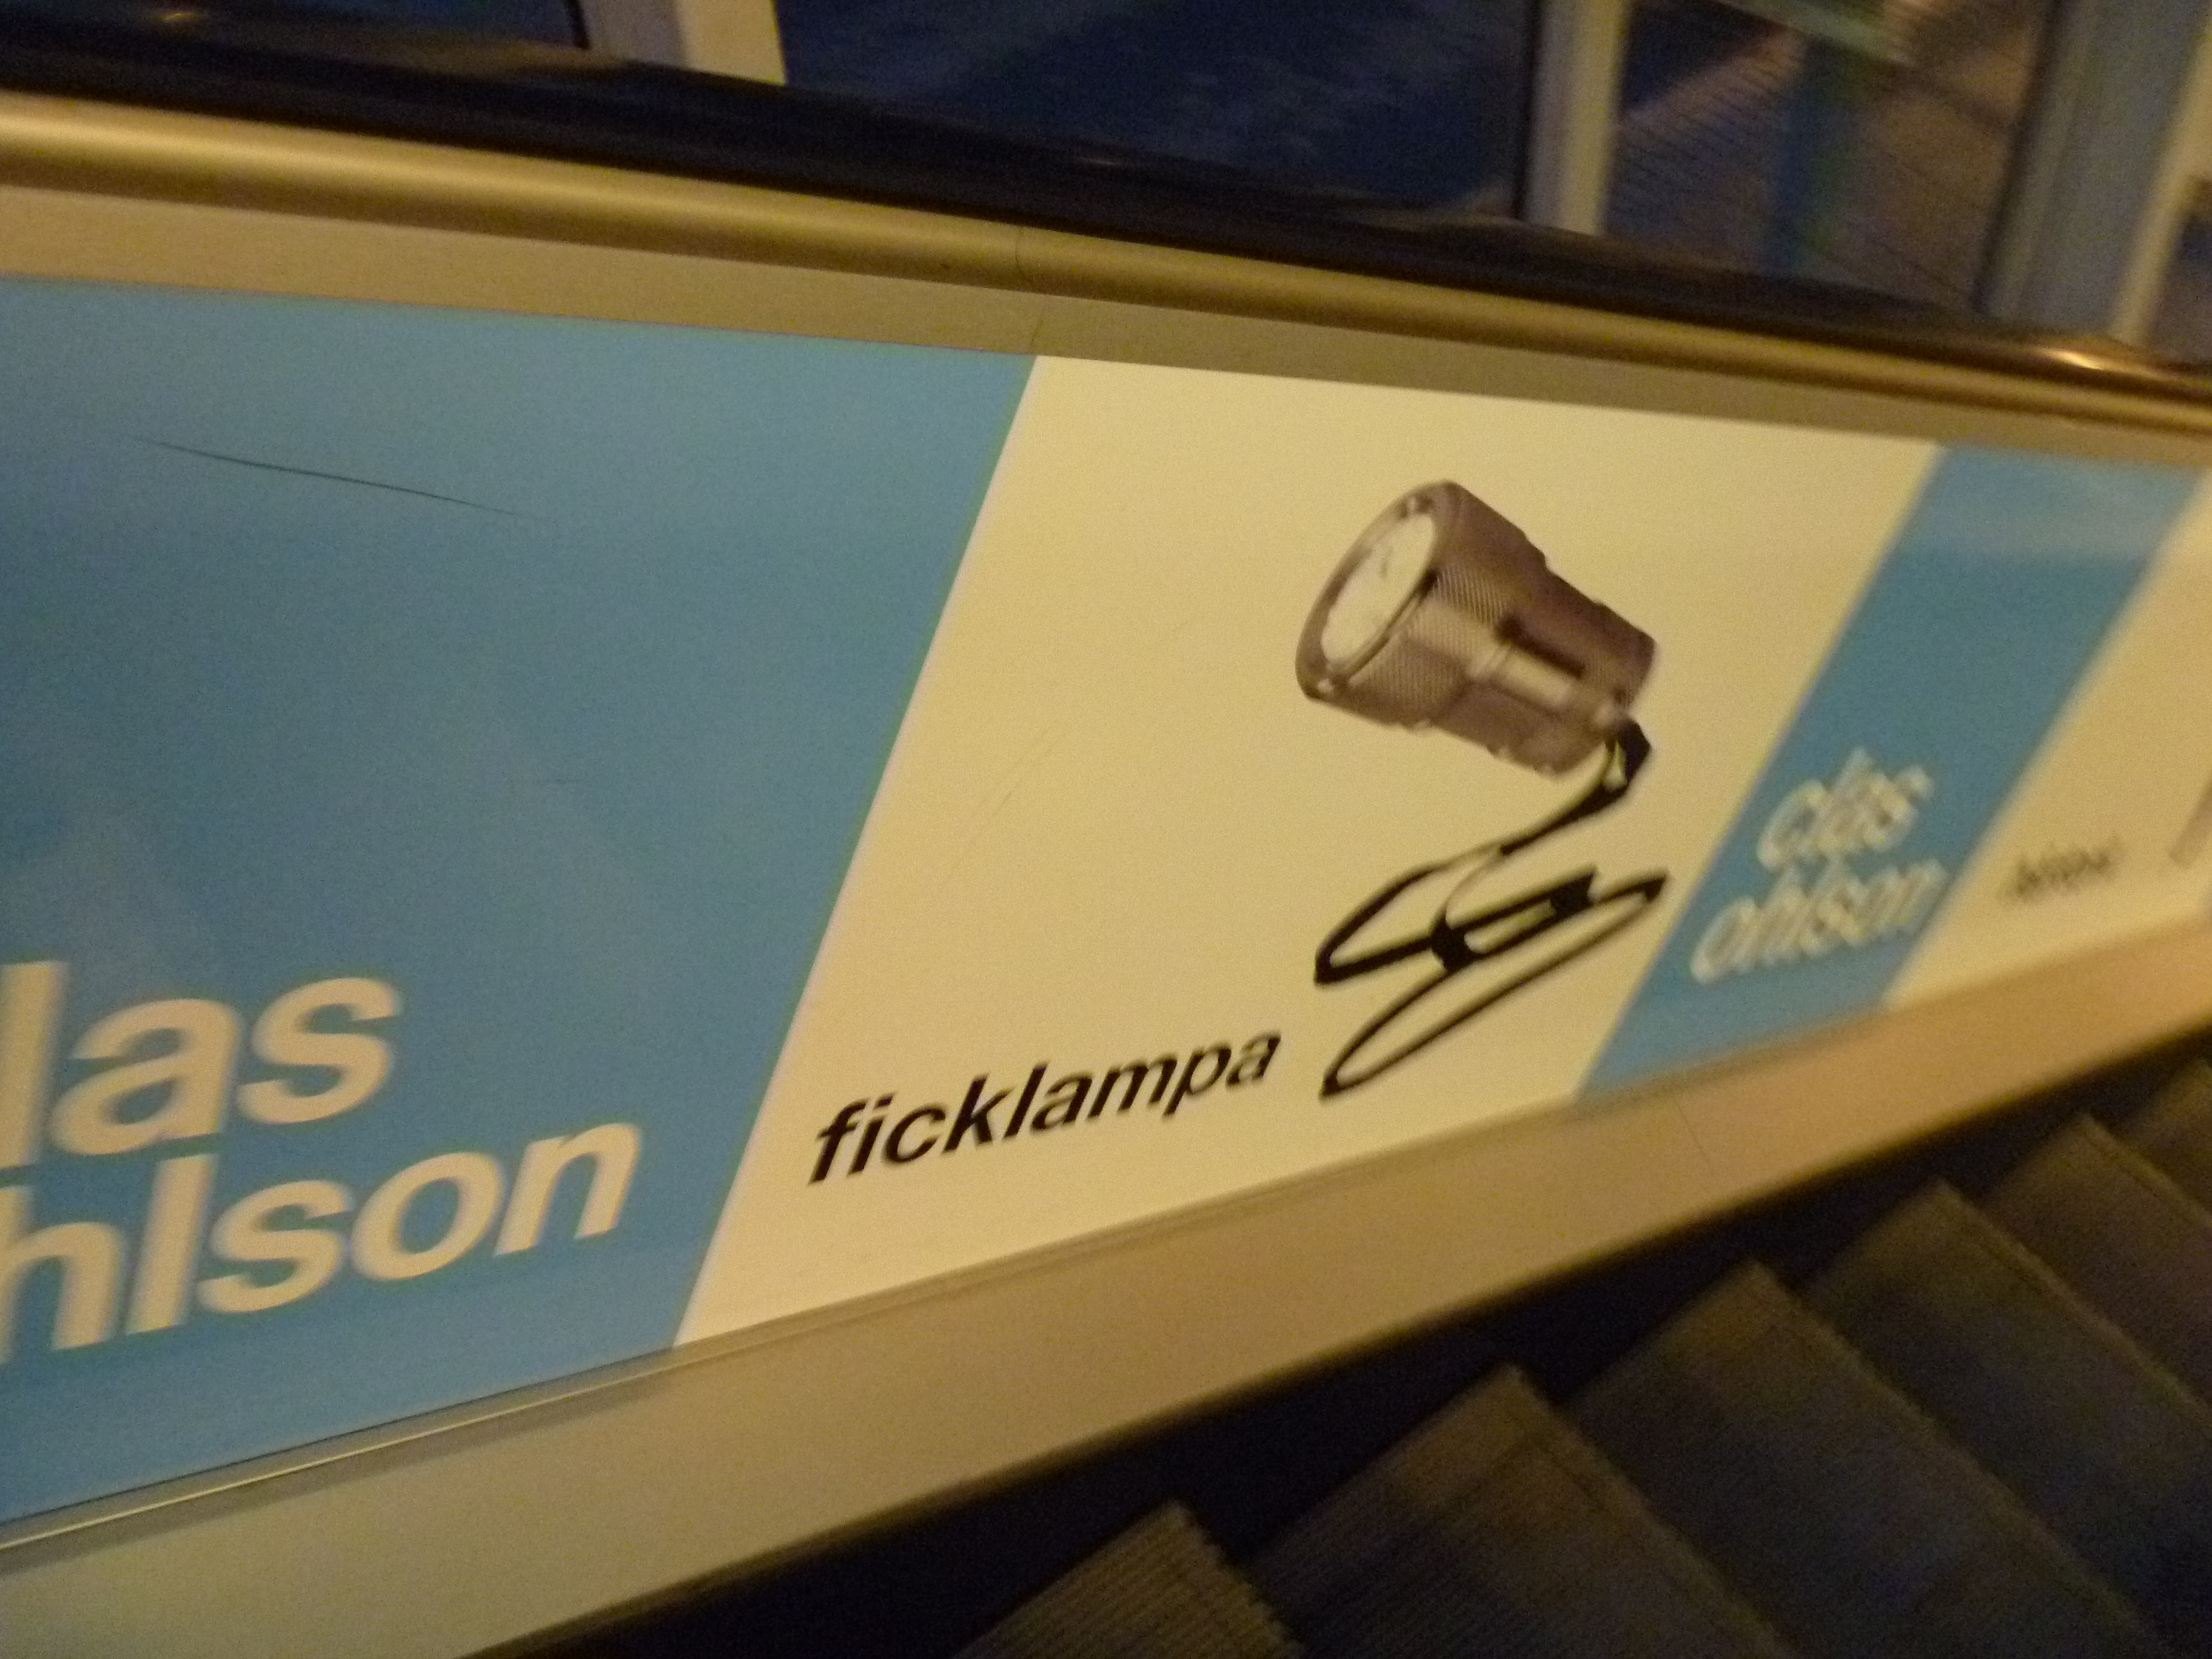 las
hlson
ficklampa
clas
ohlson